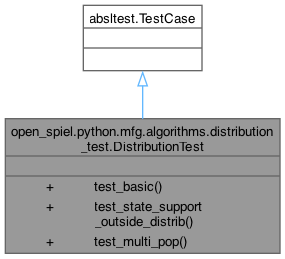 absltest.TestCase
open_spiel.python.mfg.algorithms.distribution
_test.DistributionTest
+ test_basic()
+ test_state_support
_outside_distrib()
+ test_multi_pop()